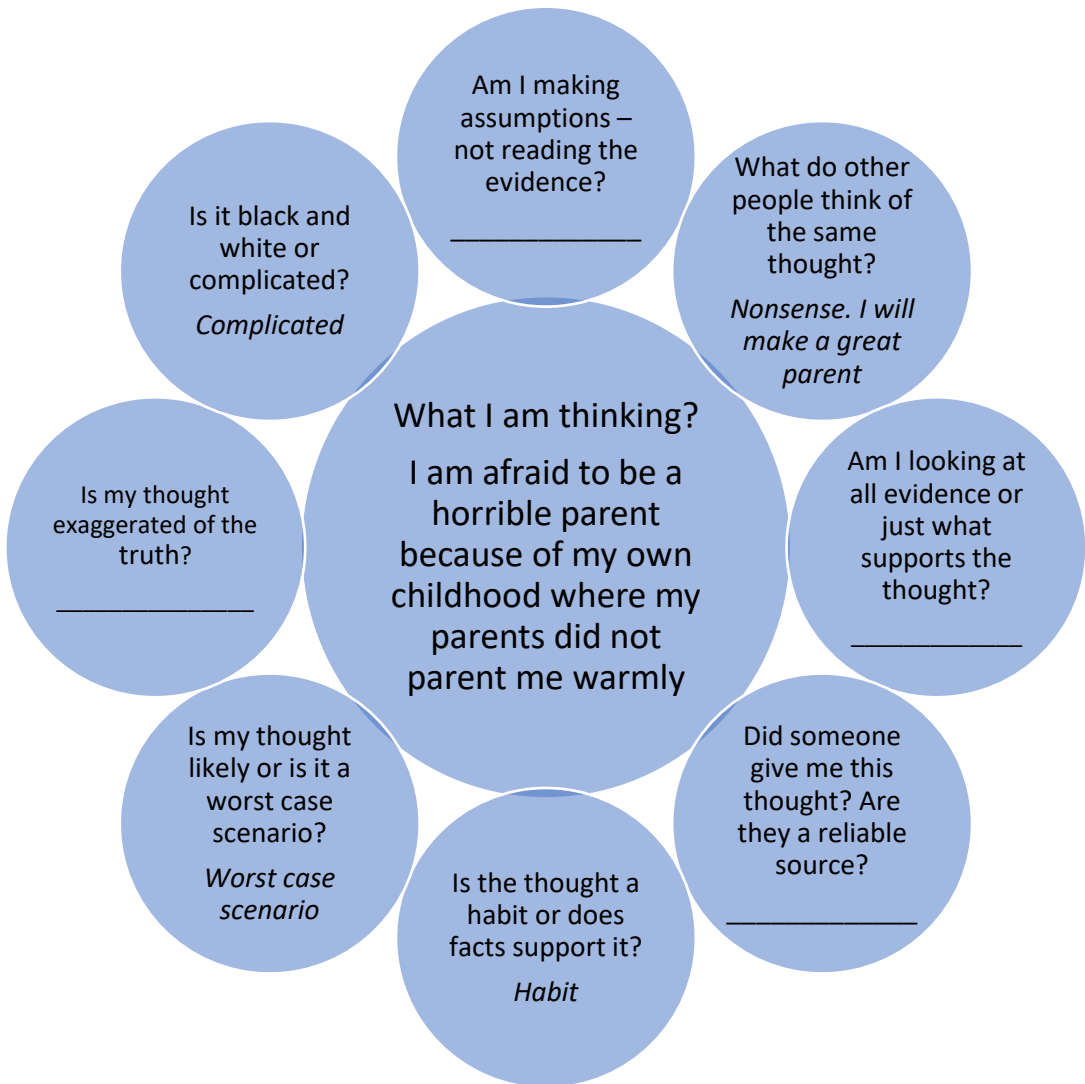 What I am thinking?
I am afraid to be a
horrible parent
because of my own
childhood where my
parents did not
parent me warmly
Am I making
assumptions –
not reading the
evidence?
______________
What do other
people think of
the same
thought?
Nonsense. I will
make a great
parent
Am I looking at
all evidence or
just what
supports the
thought?
_____________
Did someone
give me this
thought? Are
they a reliable
source?
______________
Is the thought a
habit or does
facts support it?
Habit
Is my thought
likely or is it a
worst case
scenario?
Worst case
scenario
Is my thought
exaggerated of the
truth?
_______________
Is it black and
white or
complicated?
Complicated